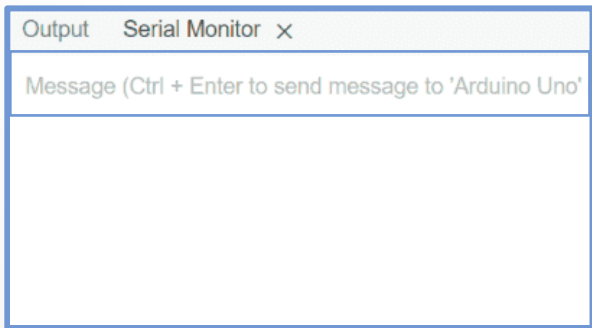 Output Serial Monitor ×
Message (Ctrl + Enter to send message to 'Arduino Uno'